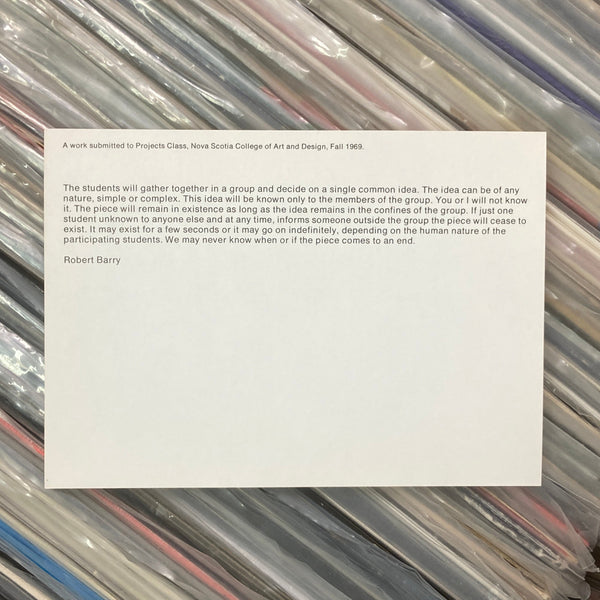 A work submitted to Projects Class, Nova Scotia College of Art and Design, Fall 1969.
The students will gather together in a group and decide on a single common idea. The idea can be of any
nature, simple or complex. This idea will be known only to the members of the group. You or I will not know
it. The piece will remain in existence as long as the idea remains in the confines of the group. If just one
student unknown to anyone else and at any time, informs someone outside the group the piece will cease to
exist. It may exist for a few seconds or it may go on indefinitely, depending on the human nature of the
participating students. We may never know when or if the piece comes to an end.
Robert Barry